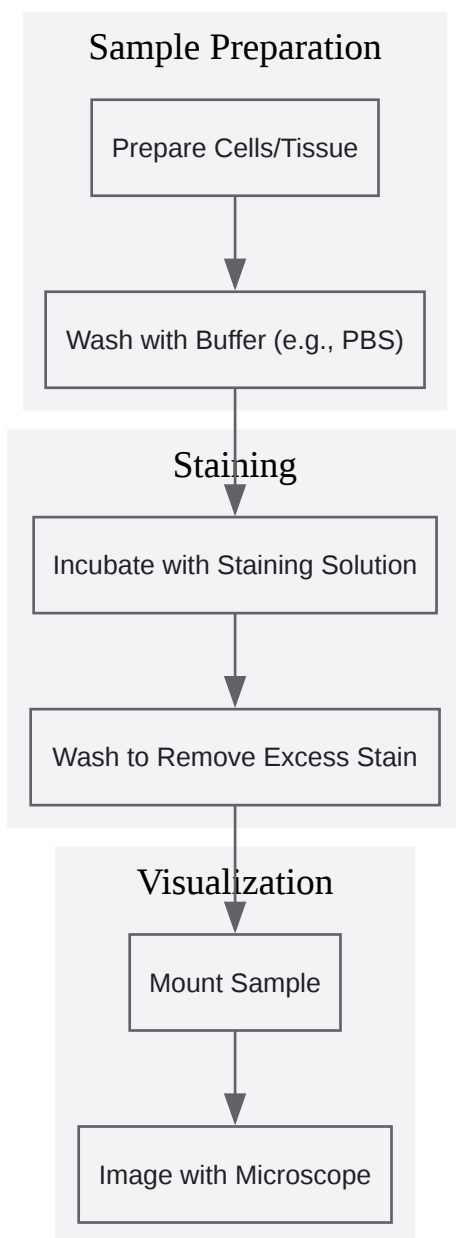 Sample Preparation
Prepare Cells/Tissue
Wash with Buffer (e.g., PBS)
Staining
Incubate with Staining Solution
Wash to Remove Excess Stain
Visualization
Mount Sample
Image with Microscope